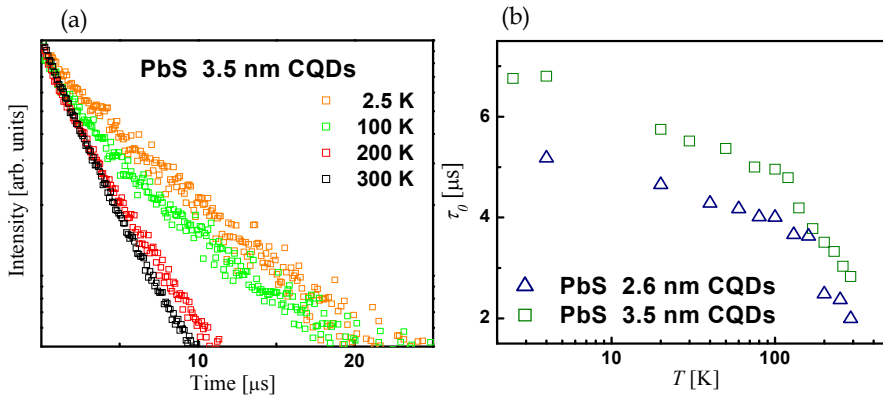 (a)
PbS 3.5 nm CQDs
2.5 K
100 K
200 K
300 K
Intensity [arb. units]
10
20
Time [μs]
(b)
6
4
2
τ₀ [μs]
PbS 2.6 nm CQDs
PbS 3.5 nm CQDs
10
100
T [K]